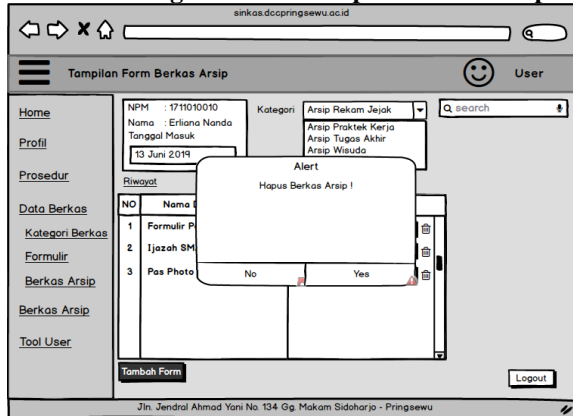 sinkas.dccpringsewu.ac.id
Tampilan Form Berkas Arsip
User
Home
Profil
Prosedur
Data Berkas
Kategori Berkas
Formulir
Berkas Arsip
Berkas Arsip
Tool User
NPM : 1711010010
Nama : Erliana Nanda
Tanggal Masuk
13 Juni 2019
Riwayat
Kategori
Arsip Rekam Jejak
Arsip Praktek Kerja
Arsip Tugas Akhir
Arsip Wisuda
search
Alert
Hapus Berkas Arsip !
No
Yes
NO Nama
1 Formulir
2 Ijazah
3 Pas Photo
Tambah Form
Logout
Jln. Jendral Ahmad Yani No. 134 Gg. Makam Sidoharjo - Pringsewu